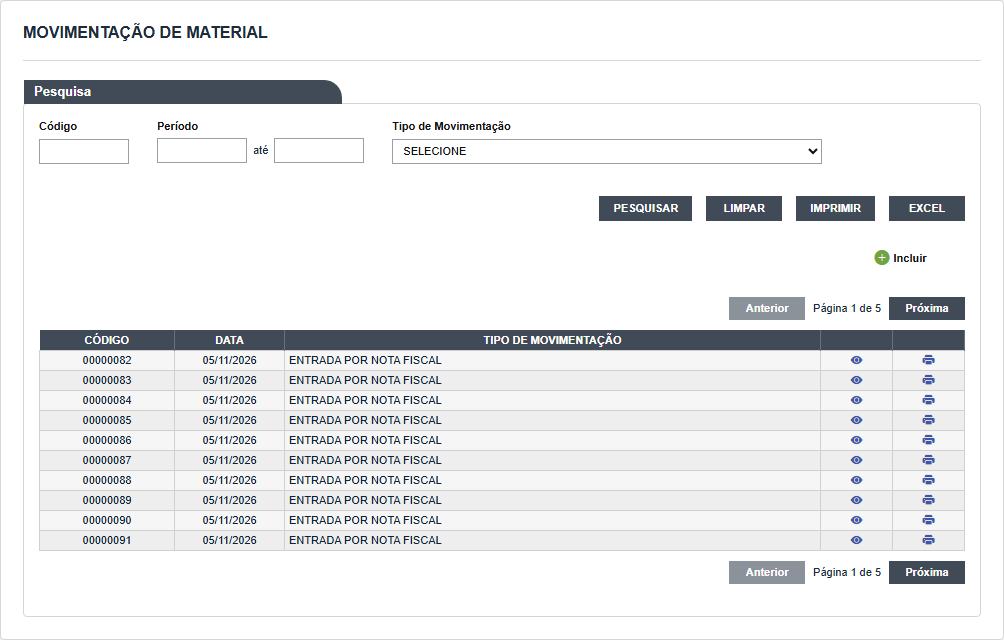 MOVIMENTAÇÃO DE MATERIAL
Pesquisa
Código Período Tipo de Movimentação
até SELECIONE
PESQUISAR LIMPAR IMPRIMIR EXCEL
Incluir
Anterior Página 1 de 5 Próxima
CÓDIGO DATA TIPO DE MOVIMENTAÇÃO
00000082 05/11/2026 ENTRADA POR NOTA FISCAL
00000083 05/11/2026 ENTRADA POR NOTA FISCAL
00000084 05/11/2026 ENTRADA POR NOTA FISCAL
00000085 05/11/2026 ENTRADA POR NOTA FISCAL
00000086 05/11/2026 ENTRADA POR NOTA FISCAL
00000087 05/11/2026 ENTRADA POR NOTA FISCAL
00000088 05/11/2026 ENTRADA POR NOTA FISCAL
00000089 05/11/2026 ENTRADA POR NOTA FISCAL
00000090 05/11/2026 ENTRADA POR NOTA FISCAL
00000091 05/11/2026 ENTRADA POR NOTA FISCAL
Anterior Página 1 de 5 Próxima